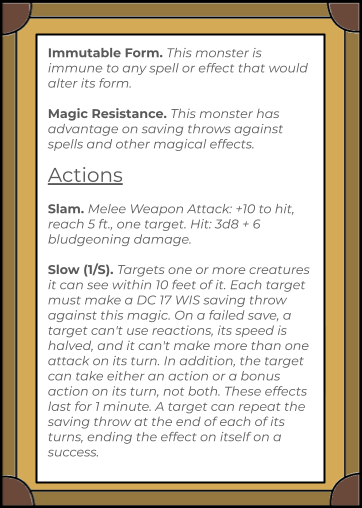 Immutable Form. This monster is
immune to any spell or effect that would
alter its form.
Magic Resistance. This monster has
advantage on saving throws against
spells and other magical effects.
Actions
Slam. Melee Weapon Attack: +10 to hit,
reach 5 ft., one target. Hit: 3d8 + 6
bludgeoning damage.
Slow (1/S). Targets one or more creatures
it can see within 10 feet of it. Each target
must make a DC 17 WIS saving throw
against this magic. On a failed save, a
target can't use reactions, its speed is
halved, and it can't make more than one
attack on its turn. In addition, the target
can take either an action or a bonus
action on its turn, not both. These effects
last for 1 minute. A target can repeat the
saving throw at the end of each of its
turns, ending the effect on itself on a
success.